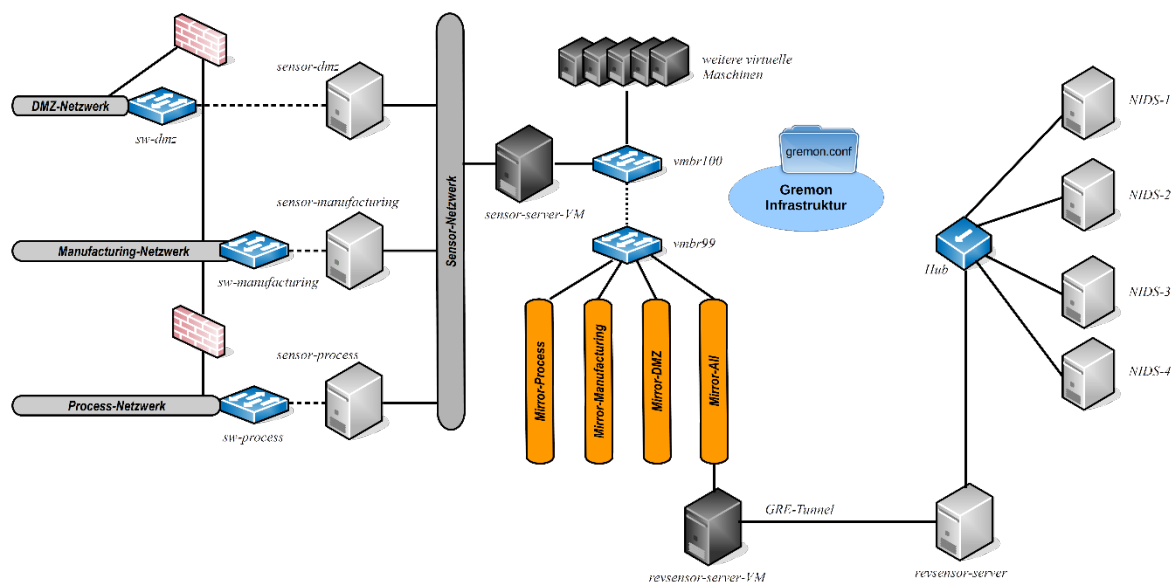 sensor-dmz
DMZ-Netzwerk
sw-dmz
sensor-manufacturing
Manufacturing-Netzwerk
sw-manufacturing
sensor-process
Process-Netzwerk
sw-process
Sensor-Netzwerk
sensor-server-VM
weitere virtuelle
Maschinen
vmbr100
vmbr99
gremon.conf
Gremon
Infrastruktur
Mirror-Process
Mirror-Manufacturing
Mirror-DMZ
Mirror-All
GRE-Tunnel
revsensor-server-VM
revsensor-server
Hub
NIDS-1
NIDS-2
NIDS-3
NIDS-4